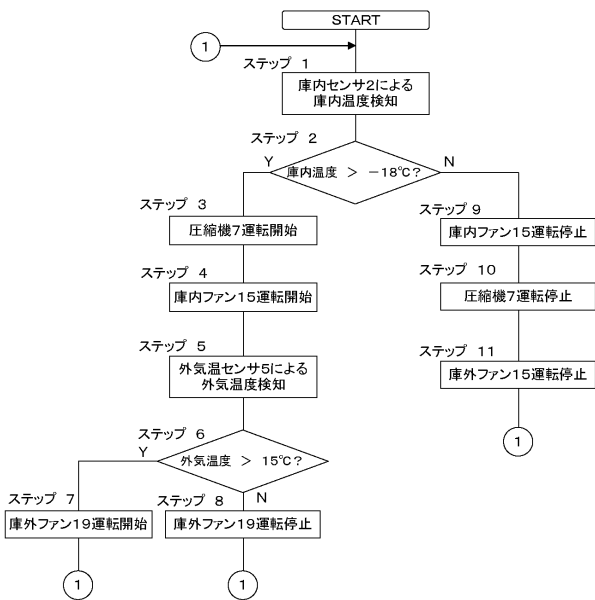 START
1
ステップ 1
庫内センサ2による
庫内温度検知
ステップ 2
庫内温度 ＞ －18℃?
Y
N
ステップ 3
圧縮機7運転開始
ステップ 4
庫内ファン15運転開始
ステップ 5
外気温センサ5による
外気温度検知
ステップ 6
外気温度 ＞ 15℃?
Y
N
ステップ 7
庫外ファン19運転開始
1
ステップ 8
庫外ファン19運転停止
1
ステップ 9
庫内ファン15運転停止
ステップ 10
圧縮機7運転停止
ステップ 11
庫外ファン15運転停止
1